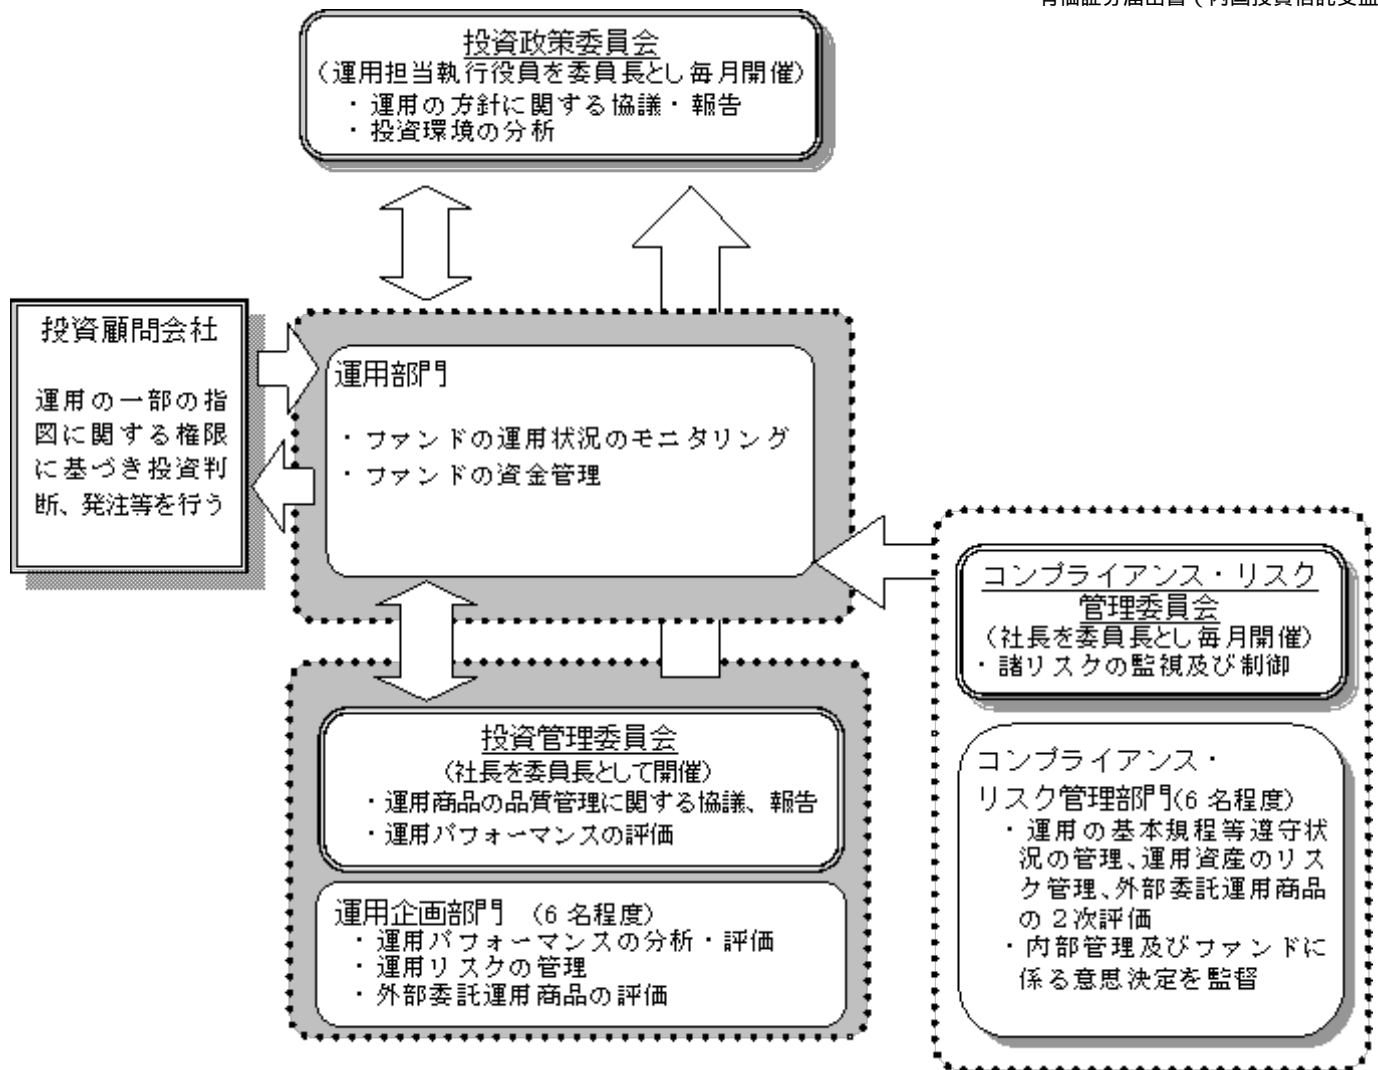 投資政策委員会
(運用担当執行役員を委員長とし毎月開催)
・運用の方針に関する協議・報告
・投資環境の分析
投資顧問会社
運用の一部の指
図に関する権限
に基づき投資判
断、発注等を行う
運用部門
・ファンドの運用状況のモニタリング
・ファンドの資金管理
コンプライアンス・リスク
管理委員会
(社長を委員長とし毎月開催)
・諸リスクの監視及び制御
投資管理委員会
(社長を委員長として開催)
・運用商品の品質管理に関する協議、報告
・運用パフォーマンスの評価
運用企画部門 (6 名程度)
・運用パフォーマンスの分析・評価
・運用リスクの管理
・外部委託運用商品の評価
コンプライアンス・
リスク管理部門(6 名程度)
・運用の基本規程等遵守状
況の管理、運用資産のリス
ク管理、外部委託運用商品
の2次評価
・内部管理及びファンドに
係る意思決定を監督